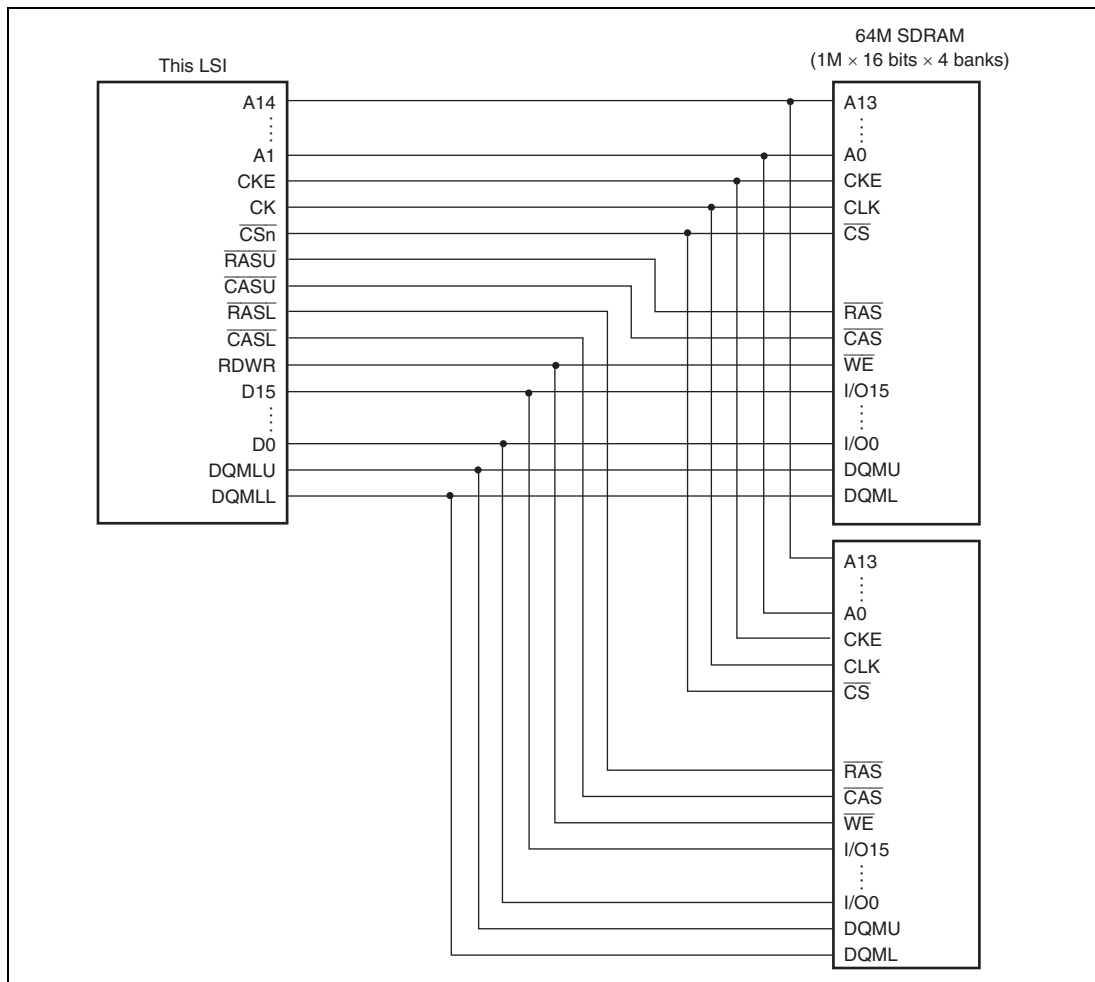 This LSI
A14
A1
CKE
CK
CSn
RASU
CASU
RASL
CASL
RDWR
D15
D0
DQMLU
DQMLL
64M SDRAM
(1M × 16 bits × 4 banks)
A13
A0
CKE
CLK
CS
RAS
CAS
WE
I/O15
I/O0
DQMU
DQML
A13
A0
CKE
CLK
CS
RAS
CAS
WE
I/O15
I/O0
DQMU
DQML